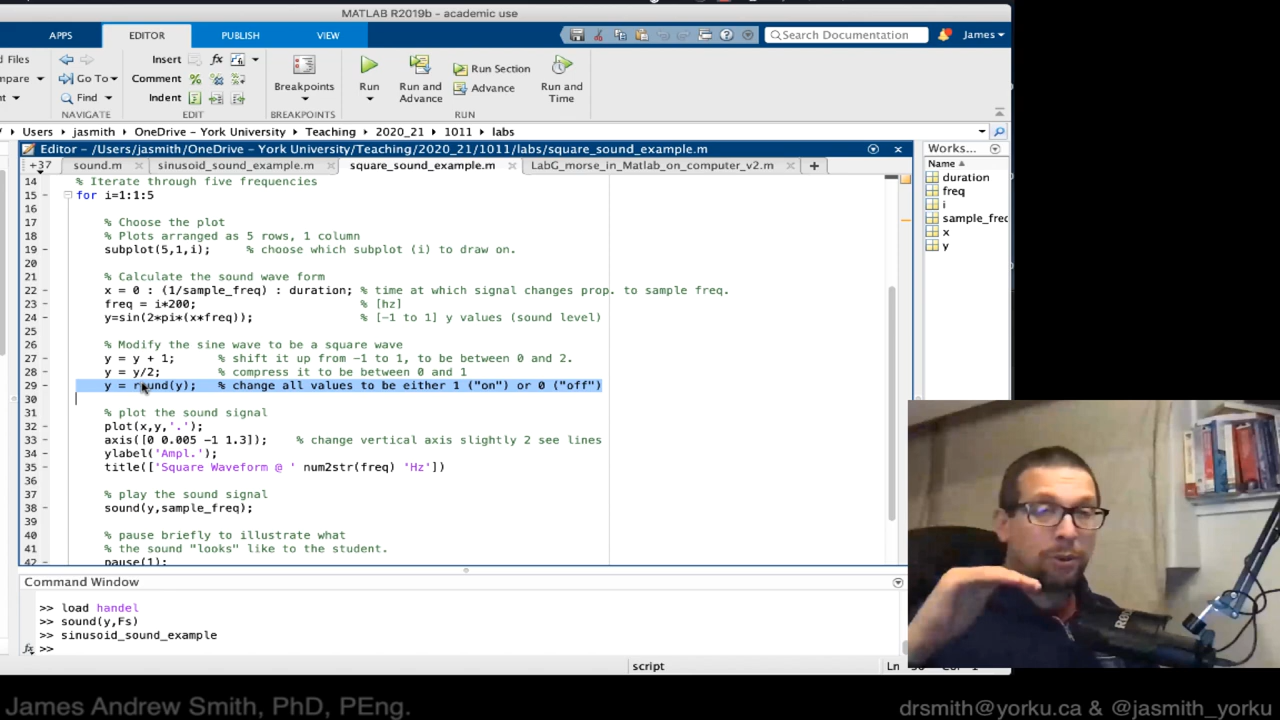 MATLAB R2019b - academic use
APPS EDITOR PUBLISH VIEW
Search Documentation James
Files Insert
Go To Comment Run Section
Find Indent Breakpoints Run Run and Advance Advance Run and Time
NAVIGATE EDIT BREAKPOINTS RUN
/ Users jasmith OneDrive - York University Teaching 2020_21 1011 labs
Editor - /Users/jasmith/OneDrive - York University/Teaching/2020_21/1011/labs/square_sound_example.m
+37 sound.m sinusoid_sound_example.m square_sound_example.m LabG_morse_in_Matlab_on_computer_v2.m
14 % Iterate through five frequencies
15 for i=1:1:5
16
17 % Choose the plot
18 % Plots arranged as 5 rows, 1 column
19 subplot(5,1,i); % choose which subplot (i) to draw on.
20
21 % Calculate the sound wave form
22 x = 0 : (1/sample_freq) : duration; % time at which signal changes prop. to sample freq.
23 freq = i*200; % [hz]
24 y=sin(2*pi*(x*freq)); % [-1 to 1] y values (sound level)
25
26 % Modify the sine wave to be a square wave
27 y = y + 1; % shift it up from -1 to 1, to be between 0 and 2.
28 y = y/2; % compress it to be between 0 and 1
29 y = round(y); % change all values to be either 1 ("on") or 0 ("off")
30
31 % plot the sound signal
32 plot(x,y,'.');
33 axis([0 0.005 -1 1.3]); % change vertical axis slightly 2 see lines
34 ylabel('Ampl.');
35 title(['Square Waveform @ ' num2str(freq) 'Hz'])
36
37 % play the sound signal
38 sound(y,sample_freq);
39
40 % pause briefly to illustrate what
41 % the sound "looks" like to the student.
42 pause(1);
Works...
Name
duration
freq
i
sample_freq
x
y
Command Window
>> load handel
>> sound(y,Fs)
>> sinusoid_sound_example
fx >>
script Ln
RØDE
James Andrew Smith, PhD, PEng.
drsmith@yorku.ca & @jasmith_yorku